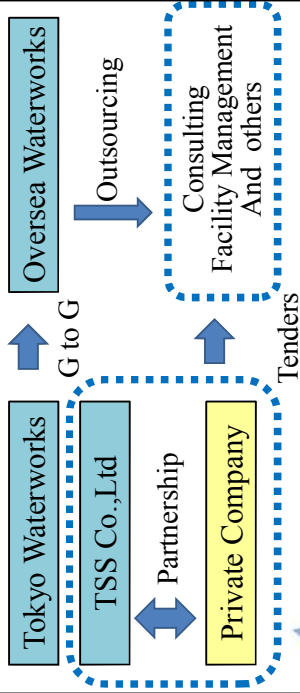 Tokyo Waterworks
G to G
Oversea Waterworks
TSS Co.,Ltd
Partnership
Private Company
Tenders
Outsourcing
Consulting
Facility Management
And others